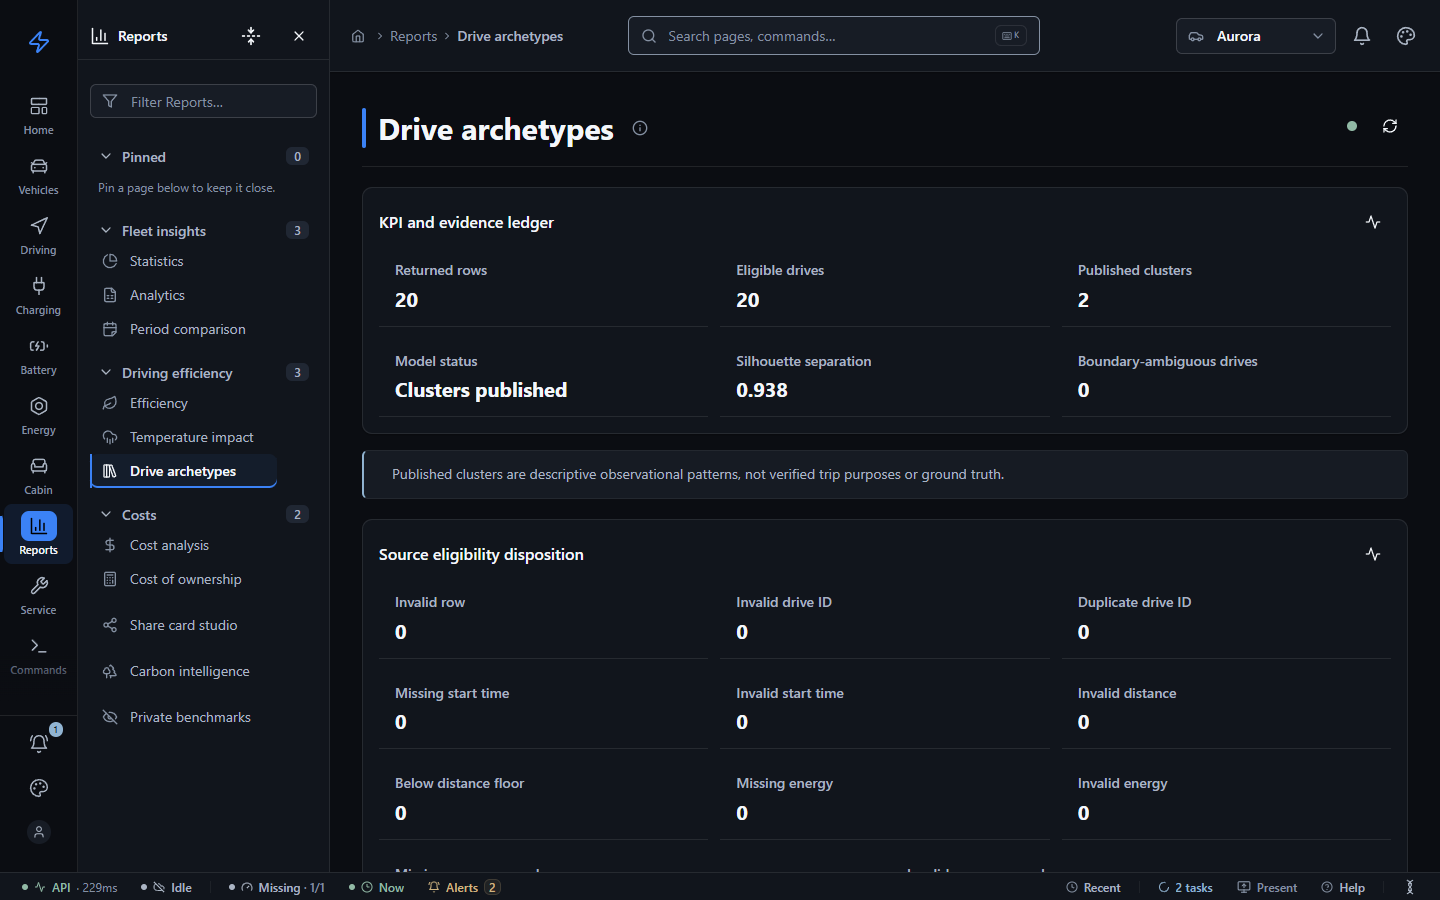 Reports
Reports
Drive archetypes
Search pages, commands...
K
Aurora
Home
Vehicles
Driving
Charging
Battery
Energy
Cabin
Reports
Service
Commands
1
Filter Reports...
Pinned
0
Pin a page below to keep it close.
Fleet insights
3
Statistics
Analytics
Period comparison
Driving efficiency
3
Efficiency
Temperature impact
Drive archetypes
Costs
2
Cost analysis
Cost of ownership
Share card studio
Carbon intelligence
Private benchmarks
Drive archetypes
KPI and evidence ledger
Returned rows
20
Eligible drives
20
Published clusters
2
Model status
Clusters published
Silhouette separation
0.938
Boundary-ambiguous drives
0
Published clusters are descriptive observational patterns, not verified trip purposes or ground truth.
Source eligibility disposition
Invalid row
0
Invalid drive ID
0
Duplicate drive ID
0
Missing start time
0
Invalid start time
0
Invalid distance
0
Below distance floor
0
Missing energy
0
Invalid energy
0
API · 229ms
Idle
Missing · 1/1
Now
Alerts 2
Recent
2 tasks
Present
Help